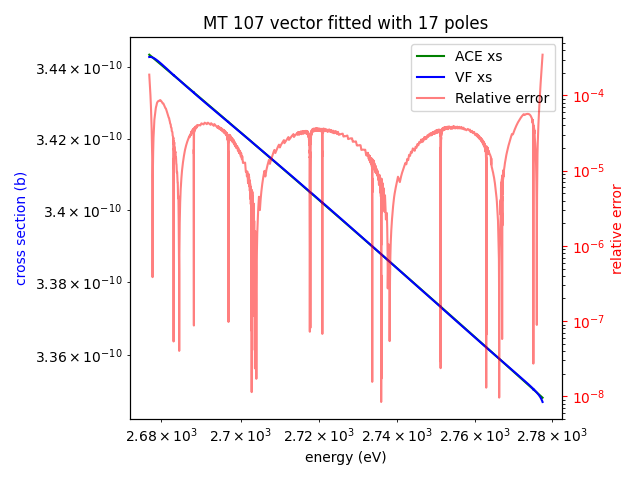 MT 107 vector fitted with 17 poles
ACE xs
VF xs
Relative error
3.44 × 10⁻¹⁰
3.42 × 10⁻¹⁰
3.4 × 10⁻¹⁰
3.38 × 10⁻¹⁰
3.36 × 10⁻¹⁰
cross section (b)
10⁻⁴
10⁻⁵
10⁻⁶
10⁻⁷
10⁻⁸
relative error
2.68 × 10³ 2.7 × 10³ 2.72 × 10³ 2.74 × 10³ 2.76 × 10³ 2.78 × 10³
energy (eV)